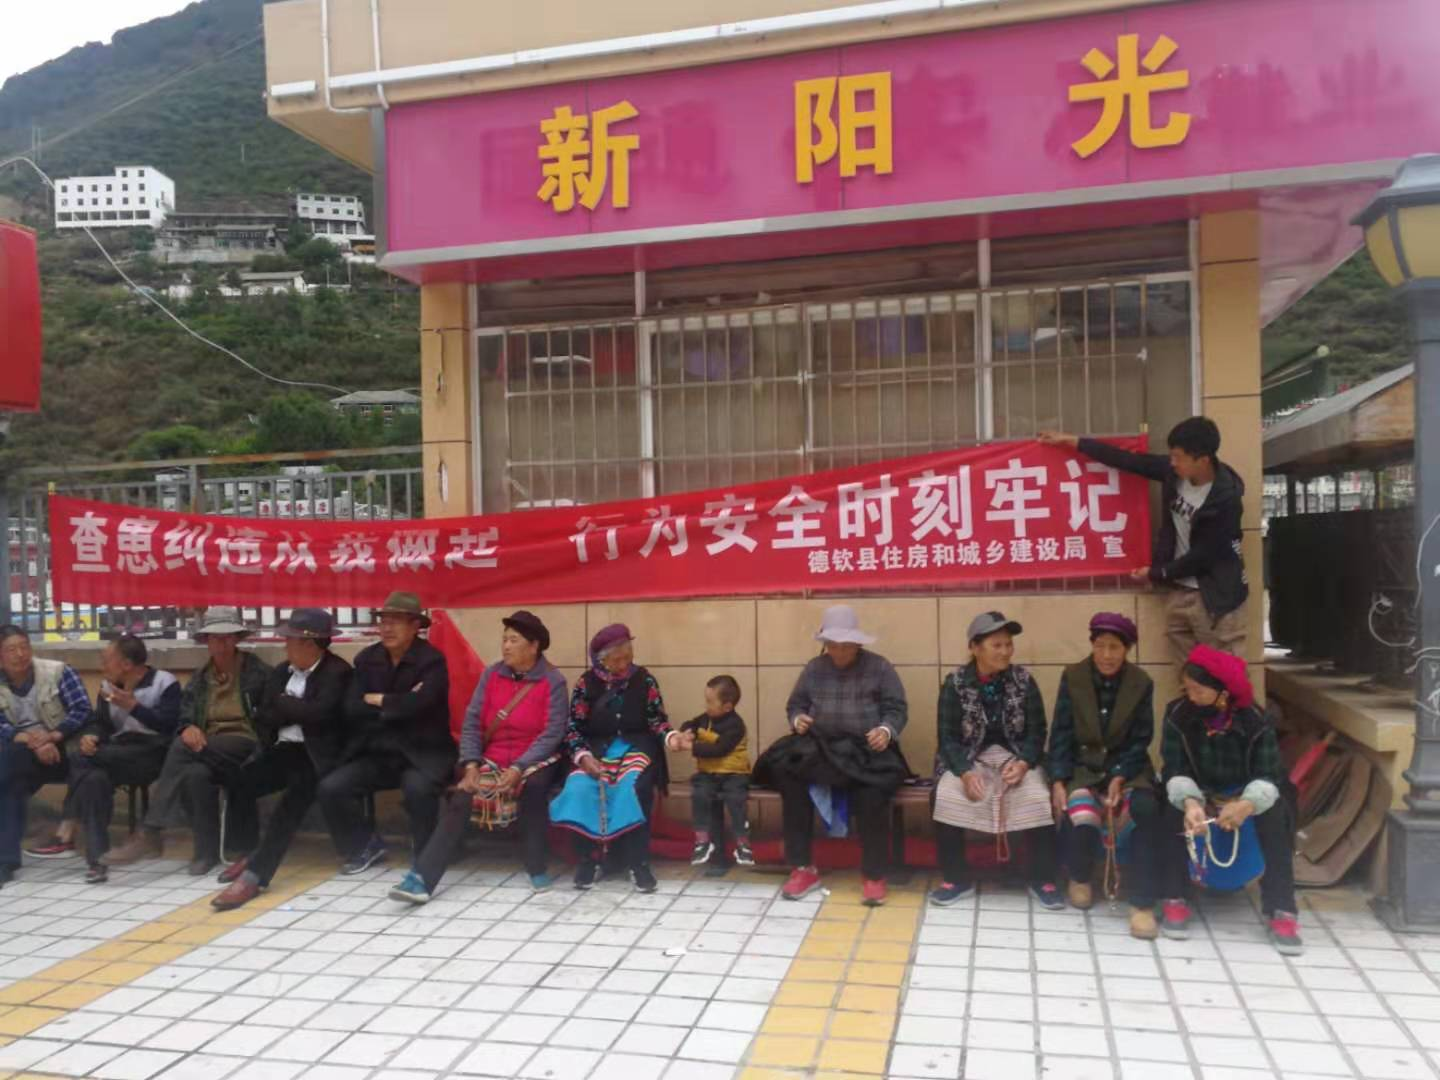 新阳光
查患纠违从我做起 行为安全时刻牢记
德钦县住房和城乡建设局 宣